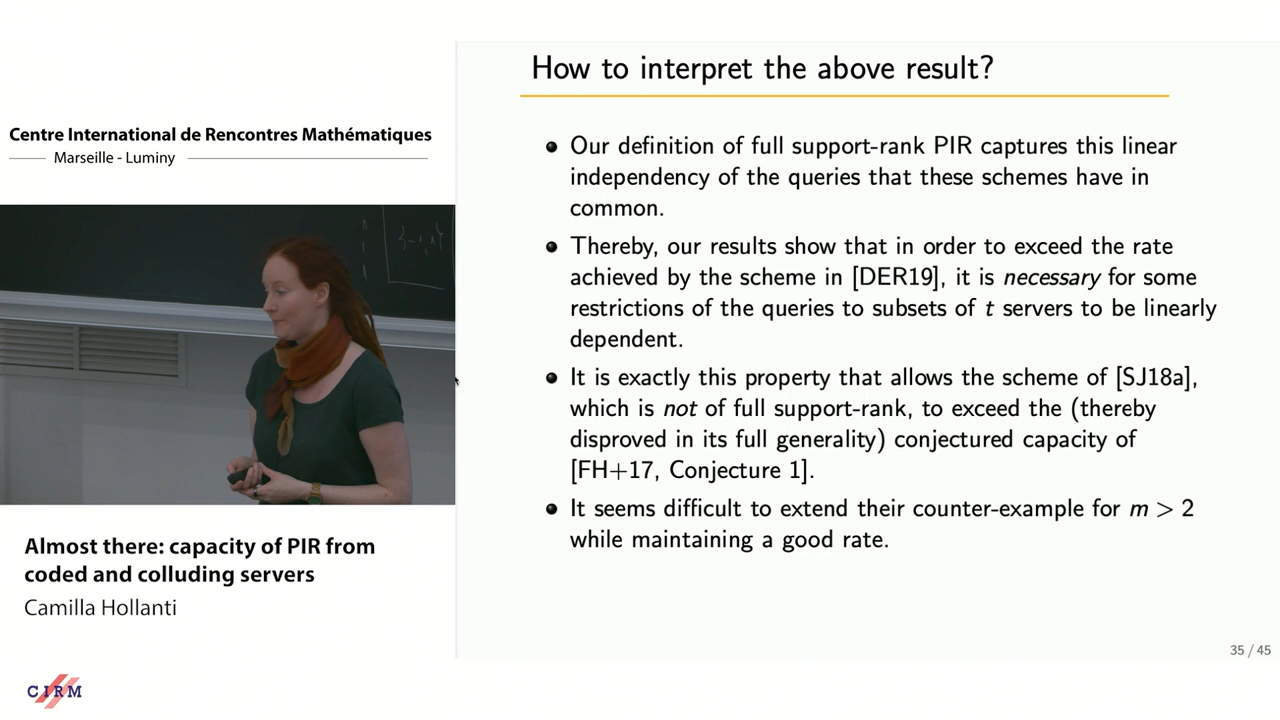 Centre International de Rencontres Mathématiques
Marseille - Luminy
Almost there: capacity of PIR from
coded and colluding servers
Camilla Hollanti
CIRM
How to interpret the above result?
Our definition of full support-rank PIR captures this linear
independency of the queries that these schemes have in
common.
Thereby, our results show that in order to exceed the rate
achieved by the scheme in [DER19], it is necessary for some
restrictions of the queries to subsets of t servers to be linearly
dependent.
It is exactly this property that allows the scheme of [SJ18a],
which is not of full support-rank, to exceed the (thereby
disproved in its full generality) conjectured capacity of
[FH+17, Conjecture 1].
It seems difficult to extend their counter-example for m > 2
while maintaining a good rate.
35 / 45